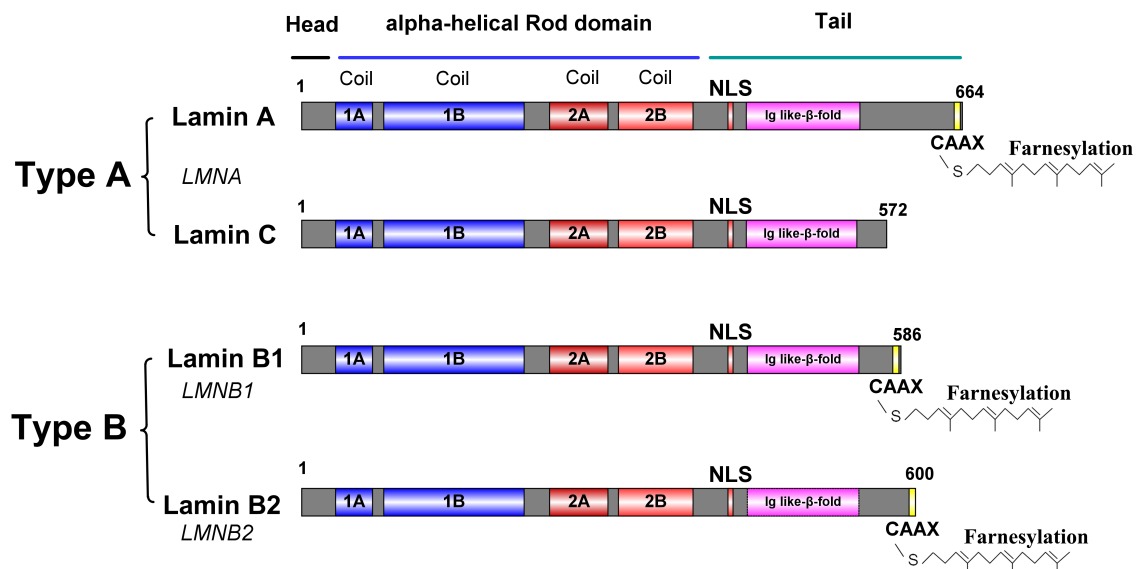 Head alpha-helical Rod domain Tail
Coil Coil Coil Coil
1 NLS 664
Lamin A 1A 1B 2A 2B Ig like-β-fold
CAAX
Farnesylation
S
Type A
LMNA
1 NLS 572
Lamin C 1A 1B 2A 2B Ig like-β-fold
1 NLS 586
Lamin B1 1A 1B 2A 2B Ig like-β-fold
LMNB1
CAAX
Farnesylation
S
Type B
1 NLS 600
Lamin B2 1A 1B 2A 2B Ig like-β-fold
LMNB2
CAAX
Farnesylation
S